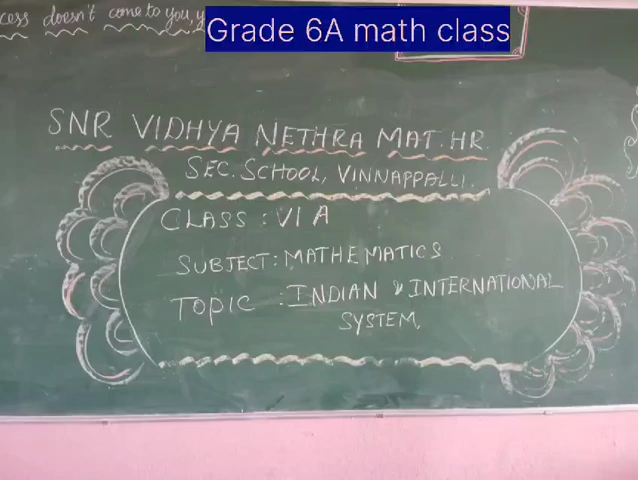 cess doesn't come to you, y
Grade 6A math class
SNR VIDHYA NETHRA MAT. HR.
SEC. SCHOOL, VINNAPPALLI.
CLASS : VI A
SUBJECT : MATHEMATICS
TOPIC : INDIAN & INTERNATIONAL
SYSTEM,